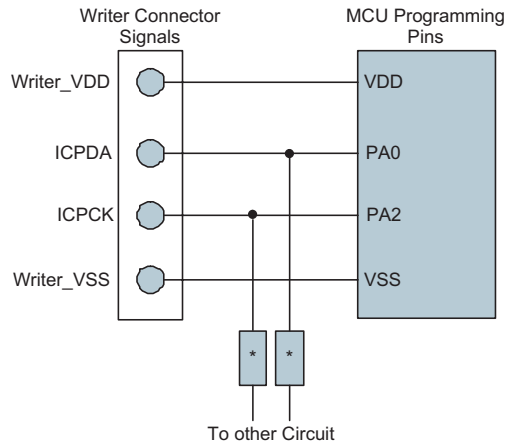 Writer Connector
Signals
MCU Programming
Pins
Writer_VDD
VDD
ICPDA
PA0
ICPCK
PA2
Writer_VSS
VSS
* *
To other Circuit